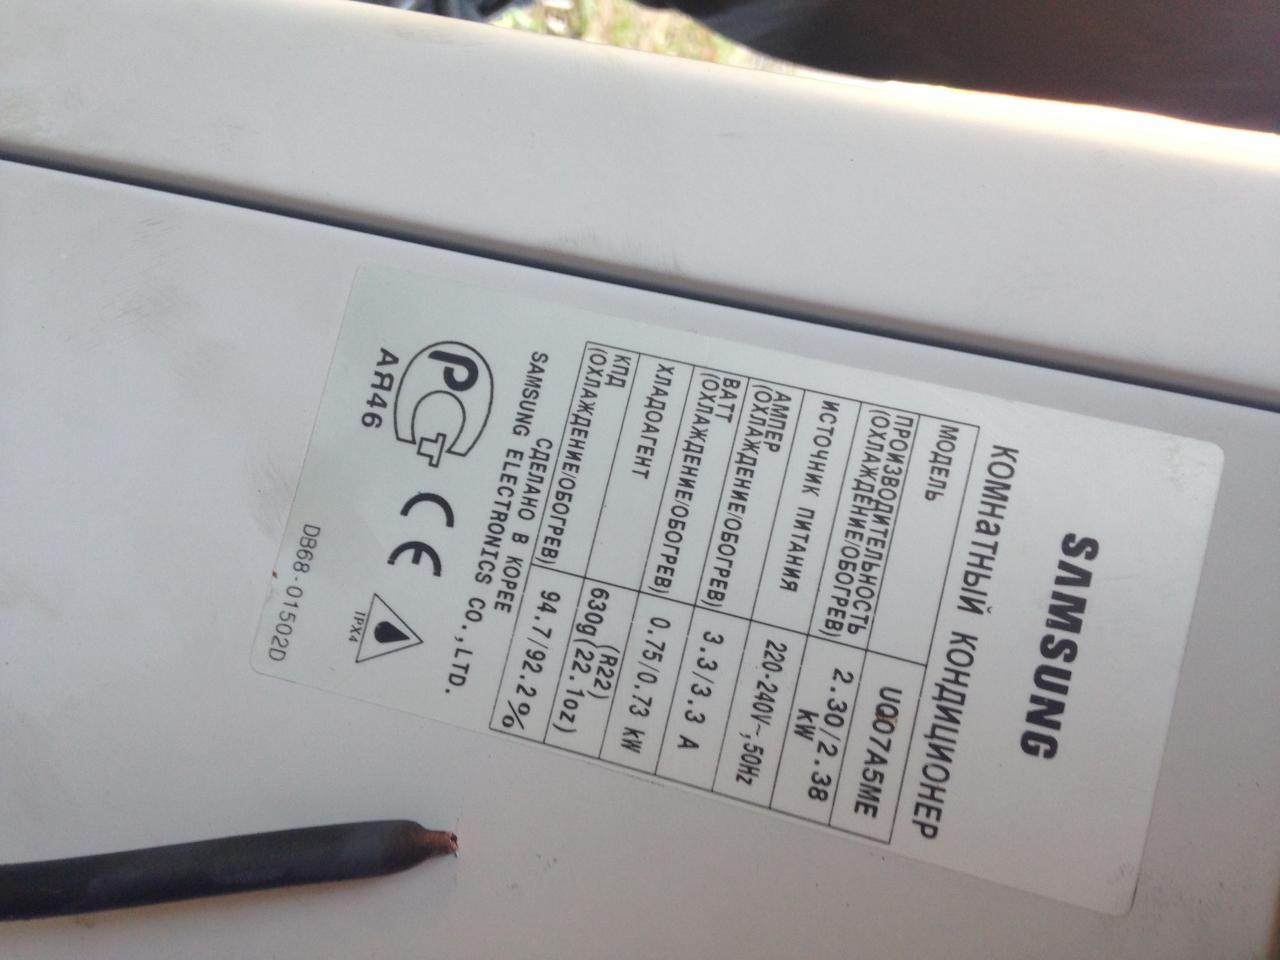 SAMSUNG
КОМНАТНЫЙ КОНДИЦИОНЕР
МОДЕЛЬ UQ07A5ME
ПРОИЗВОДИТЕЛЬНОСТЬ
(ОХЛАЖДЕНИЕ/ОБОГРЕВ) 2.30/2.38
kW
ИСТОЧНИК ПИТАНИЯ 220-240V~,50Hz
АМПЕР
(ОХЛАЖДЕНИЕ/ОБОГРЕВ) 3.3/3.3 A
ВАТТ
(ОХЛАЖДЕНИЕ/ОБОГРЕВ) 0.75/0.73 kW
ХЛАДОАГЕНТ (R22)
630g(22.1oz)
КПД
(ОХЛАЖДЕНИЕ/ОБОГРЕВ) 94.7/92.2%
СДЕЛАНО В КОРЕЕ
SAMSUNG ELECTRONICS CO.,LTD.
РСТ
АЯ46
CE
IPX4
DB68-01502D